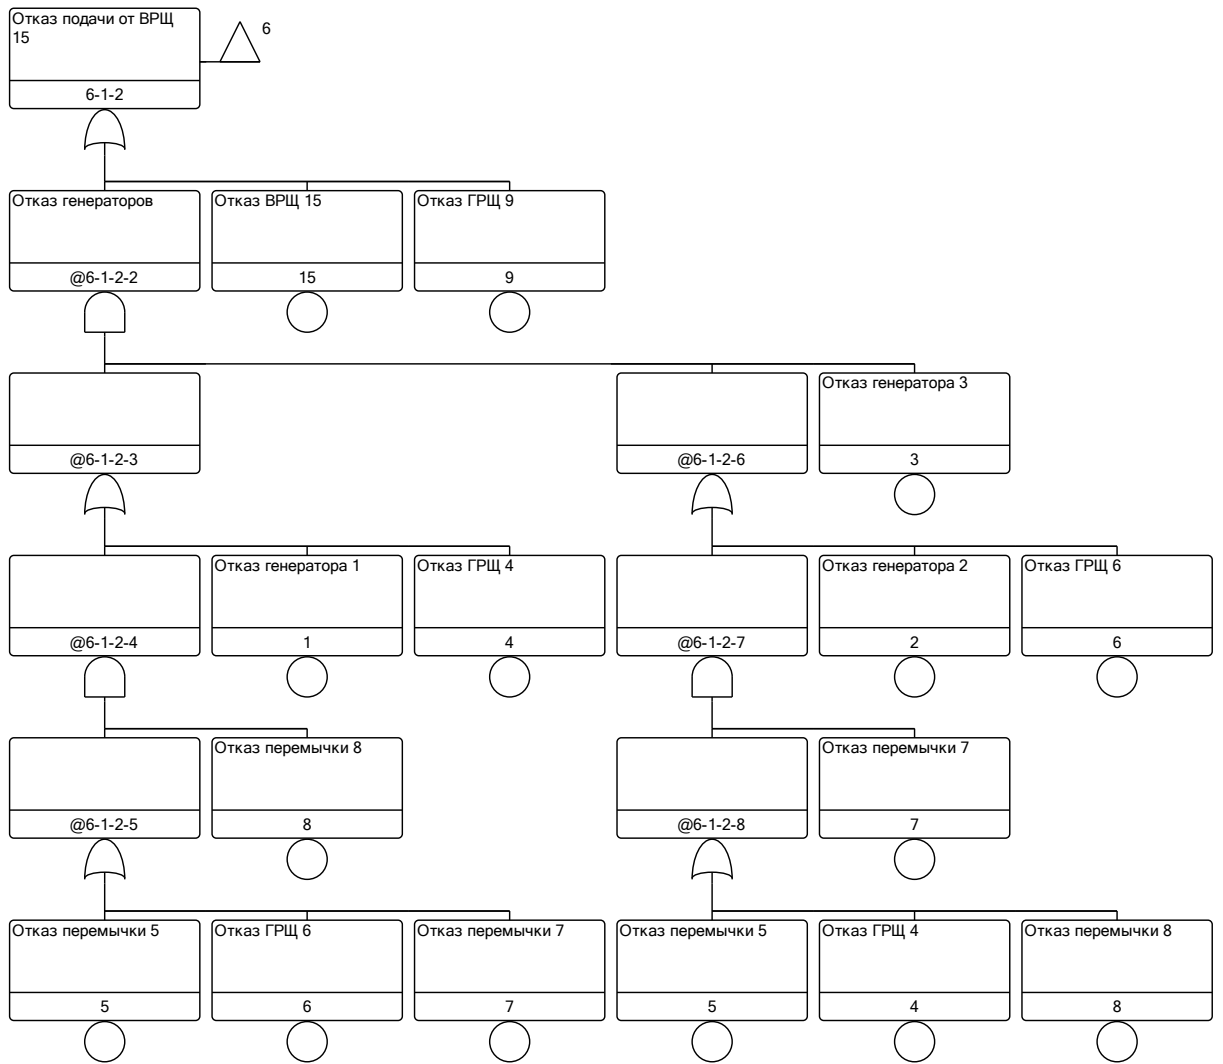 Отказ подачи от ВРЩ
15
6
6-1-2
Отказ генераторов
Отказ ВРЩ 15
Отказ ГРЩ 9
@6-1-2-2
15
9
Отказ генератора 3
@6-1-2-3
@6-1-2-6
3
Отказ генератора 1
Отказ ГРЩ 4
Отказ генератора 2
Отказ ГРЩ 6
@6-1-2-4
1
4
@6-1-2-7
2
6
Отказ перемычки 8
Отказ перемычки 7
@6-1-2-5
8
@6-1-2-8
7
Отказ перемычки 5
Отказ ГРЩ 6
Отказ перемычки 7
Отказ перемычки 5
Отказ ГРЩ 4
Отказ перемычки 8
5
6
7
5
4
8